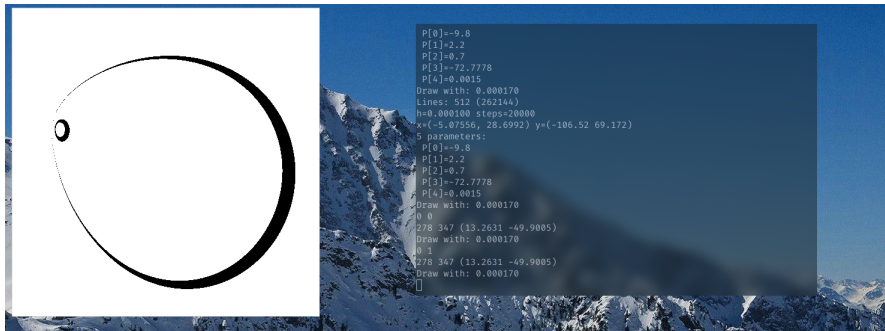 P[0]=-9.8
P[1]=2.2
P[2]=0.7
P[3]=-72.7778
P[4]=0.0015
Draw with: 0.000170
Lines: 512 (262144)
h=0.000100 steps=20000
x=(-5.07556, 28.6992) y=(-106.52 69.172)
5 parameters:
P[0]=-9.8
P[1]=2.2
P[2]=0.7
P[3]=-72.7778
P[4]=0.0015
Draw with: 0.000170
0 0
278 347 (13.2631 -49.9005)
Draw with: 0.000170
0 1
278 347 (13.2631 -49.9005)
Draw with: 0.000170